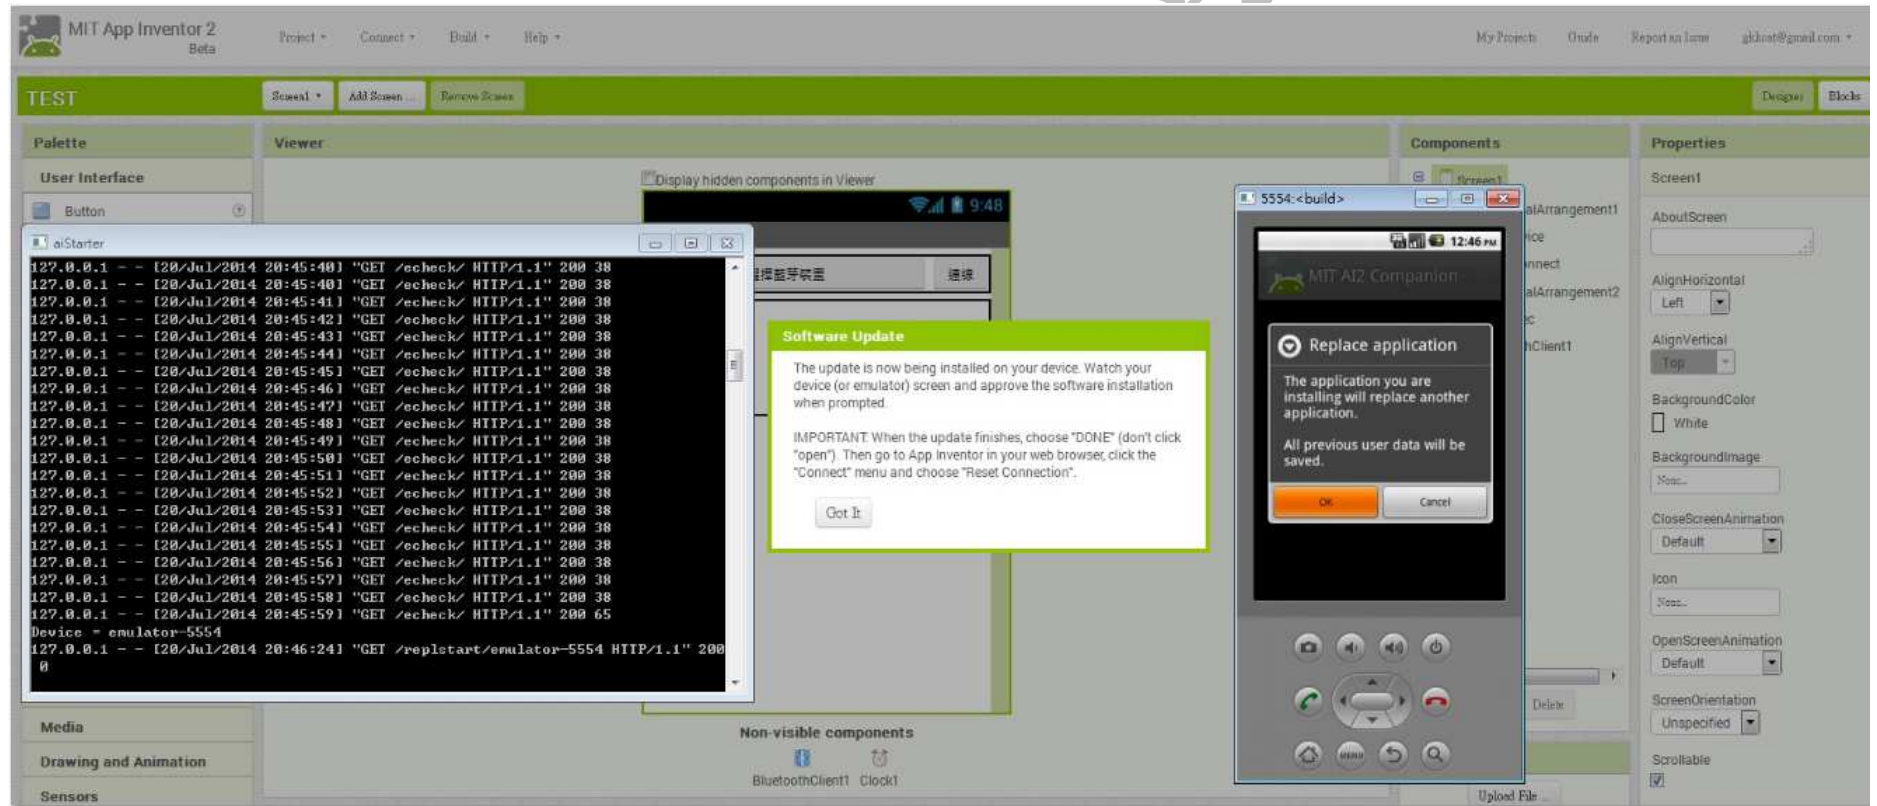 MIT App Inventor 2
Beta
Project
Connect
Build
Help
My Projects
Guide
Report an Issue
TEST
Screen1
Add Screen ...
Remove Screen
Designer
Blocks
Palette
Viewer
Components
Properties
User Interface
Button
Display hidden components in Viewer
9:48
連線
Screen1
alArrangement1
vice
onnect
alArrangement2
hClient1
Delete
Upload File ...
Screen1
AboutScreen
AlignHorizontal
Left
AlignVertical
Top
BackgroundColor
White
BackgroundImage
None...
CloseScreenAnimation
Default
Icon
None...
OpenScreenAnimation
Default
ScreenOrientation
Unspecified
Scrollable
aiStarter
127.0.0.1 - - [20/Jul/2014 20:45:40] "GET /echeck/ HTTP/1.1" 200 38
127.0.0.1 - - [20/Jul/2014 20:45:40] "GET /echeck/ HTTP/1.1" 200 38
127.0.0.1 - - [20/Jul/2014 20:45:41] "GET /echeck/ HTTP/1.1" 200 38
127.0.0.1 - - [20/Jul/2014 20:45:42] "GET /echeck/ HTTP/1.1" 200 38
127.0.0.1 - - [20/Jul/2014 20:45:43] "GET /echeck/ HTTP/1.1" 200 38
127.0.0.1 - - [20/Jul/2014 20:45:44] "GET /echeck/ HTTP/1.1" 200 38
127.0.0.1 - - [20/Jul/2014 20:45:45] "GET /echeck/ HTTP/1.1" 200 38
127.0.0.1 - - [20/Jul/2014 20:45:46] "GET /echeck/ HTTP/1.1" 200 38
127.0.0.1 - - [20/Jul/2014 20:45:47] "GET /echeck/ HTTP/1.1" 200 38
127.0.0.1 - - [20/Jul/2014 20:45:48] "GET /echeck/ HTTP/1.1" 200 38
127.0.0.1 - - [20/Jul/2014 20:45:49] "GET /echeck/ HTTP/1.1" 200 38
127.0.0.1 - - [20/Jul/2014 20:45:50] "GET /echeck/ HTTP/1.1" 200 38
127.0.0.1 - - [20/Jul/2014 20:45:51] "GET /echeck/ HTTP/1.1" 200 38
127.0.0.1 - - [20/Jul/2014 20:45:52] "GET /echeck/ HTTP/1.1" 200 38
127.0.0.1 - - [20/Jul/2014 20:45:53] "GET /echeck/ HTTP/1.1" 200 38
127.0.0.1 - - [20/Jul/2014 20:45:54] "GET /echeck/ HTTP/1.1" 200 38
127.0.0.1 - - [20/Jul/2014 20:45:55] "GET /echeck/ HTTP/1.1" 200 38
127.0.0.1 - - [20/Jul/2014 20:45:56] "GET /echeck/ HTTP/1.1" 200 38
127.0.0.1 - - [20/Jul/2014 20:45:57] "GET /echeck/ HTTP/1.1" 200 38
127.0.0.1 - - [20/Jul/2014 20:45:58] "GET /echeck/ HTTP/1.1" 200 38
127.0.0.1 - - [20/Jul/2014 20:45:59] "GET /echeck/ HTTP/1.1" 200 65
Device = emulator-5554
127.0.0.1 - - [20/Jul/2014 20:46:24] "GET /replstart/emulator-5554 HTTP/1.1" 200
0
Media
Drawing and Animation
Sensors
Software Update
The update is now being installed on your device. Watch your
device (or emulator) screen and approve the software installation
when prompted.
IMPORTANT: When the update finishes, choose "DONE" (don't click
"open"). Then go to App Inventor in your web browser, click the
"Connect" menu and choose "Reset Connection".
Got It
Non-visible components
BluetoothClient1
Clock1
5554:<build>
12:46 PM
MIT AI2 Companion
Replace application
The application you are
installing will replace another
application.
All previous user data will be
saved.
OK
Cancel
MENU